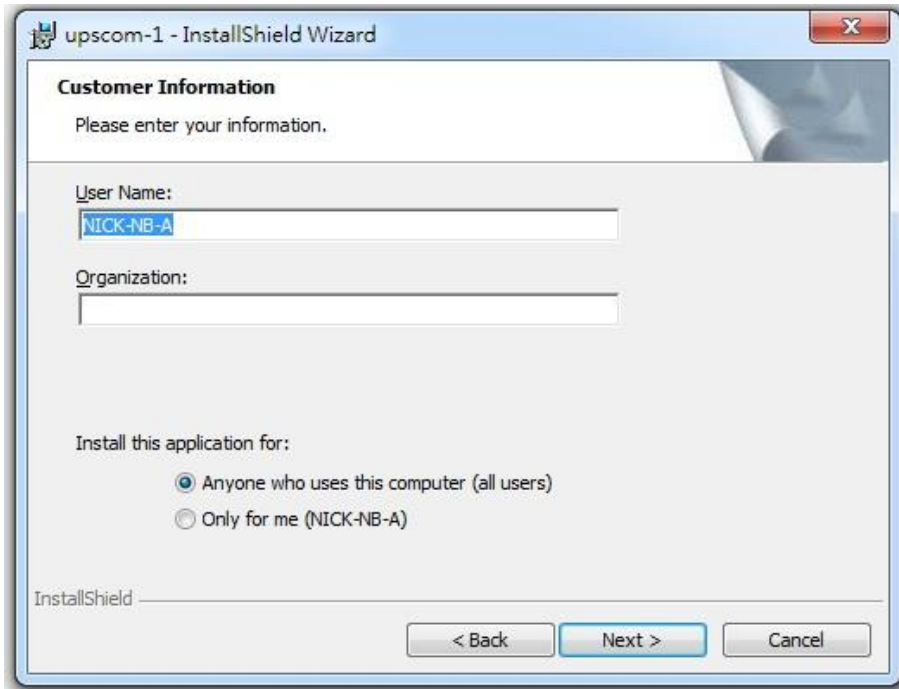 upscom-1 - InstallShield Wizard
Customer Information
Please enter your information.
User Name:
NICK-NB-A
Organization:
Install this application for:
Anyone who uses this computer (all users)
Only for me (NICK-NB-A)
InstallShield
< Back
Next >
Cancel